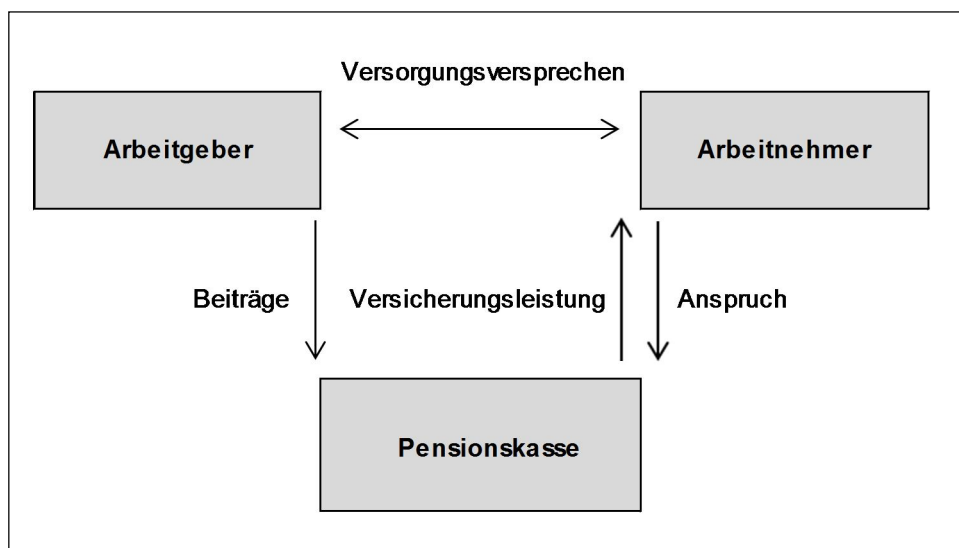 Versorgungsversprechen
Arbeitgeber
Arbeitnehmer
Beiträge
Versicherungsleistung
Anspruch
Pensionskasse